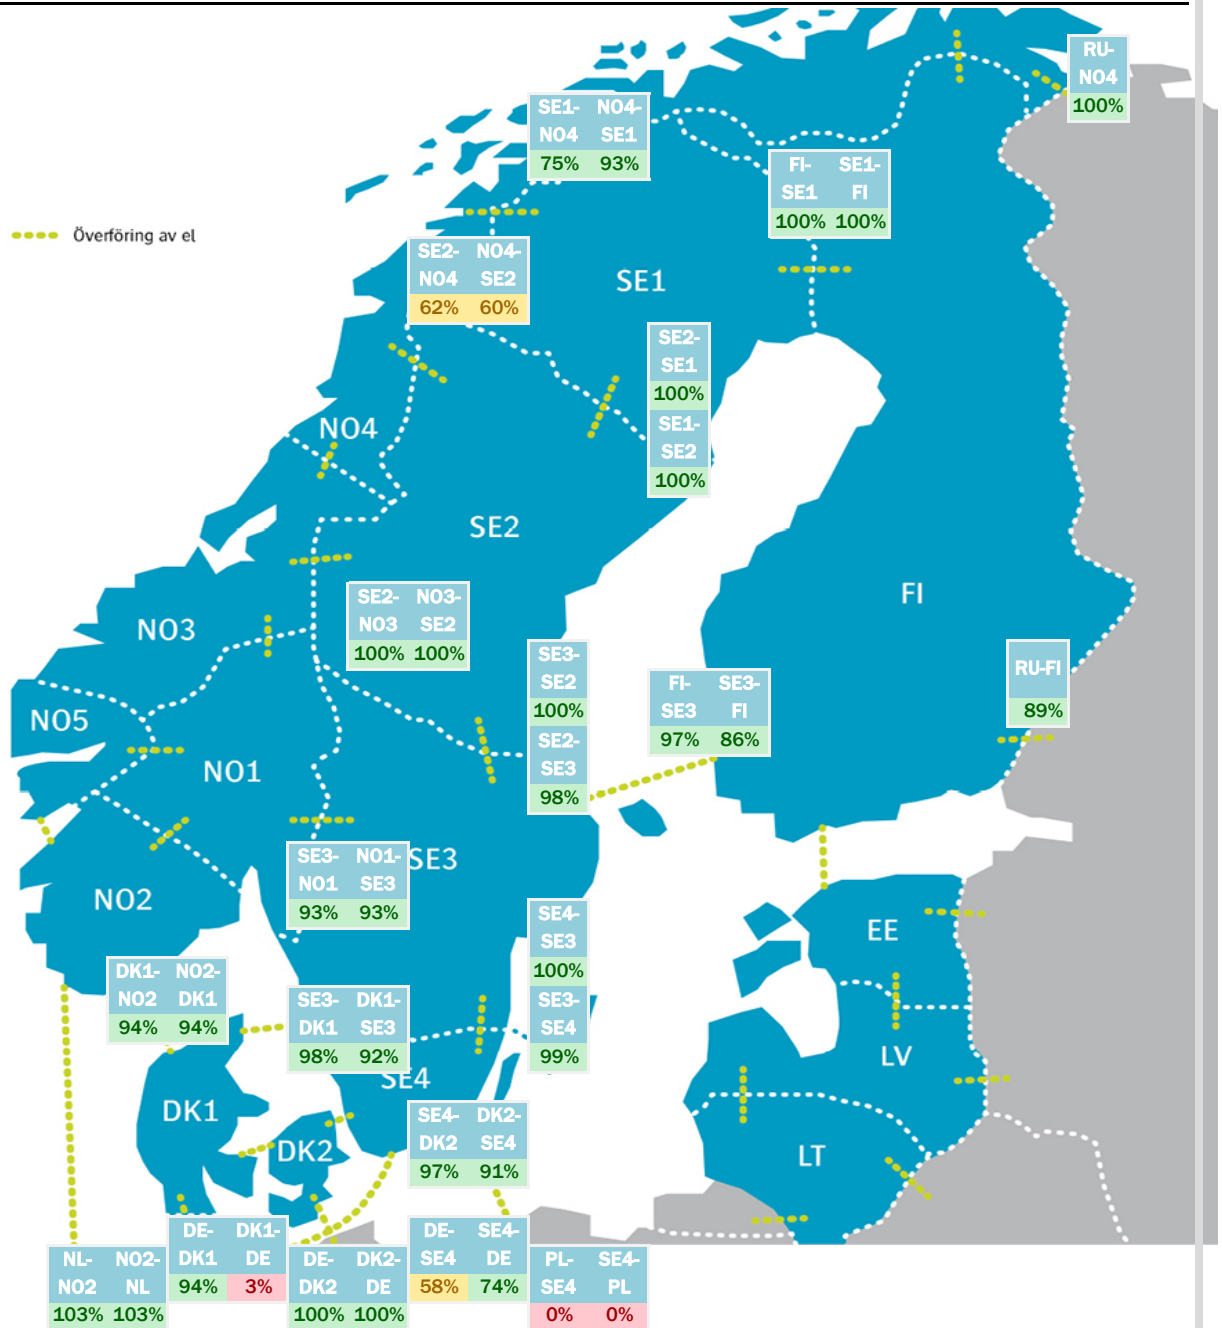 RU-
NO4
100%
SE1- NO4-
NO4 SE1
75% 93%
FI- SE1-
SE1 FI
100% 100%
Överföring av el
SE2- NO4-
NO4 SE2
62% 60%
SE1
SE2-
SE1
100%
SE1-
SE2
100%
NO4
SE2
FI
SE2- NO3-
NO3 SE2
100% 100%
NO3
SE3-
SE2
100%
SE2-
SE3
98%
RU-FI
89%
FI- SE3-
SE3 FI
97% 86%
NO5
NO1
SE3- NO1-
NO1 SE3
93% 93%
SE3
NO2
SE4-
SE3
100%
SE3-
SE4
99%
EE
DK1- NO2-
NO2 DK1
94% 94%
SE3- DK1-
DK1 SE3
98% 92%
LV
SE4
DK1
SE4- DK2-
DK2 SE4
97% 91%
DK2
LT
DE- DK1-
DK1 DE
94% 3%
DE- SE4-
SE4 DE
58% 74%
NL- NO2-
NO2 NL
103% 103%
DE- DK2-
DK2 DE
100% 100%
PL- SE4-
SE4 PL
0% 0%